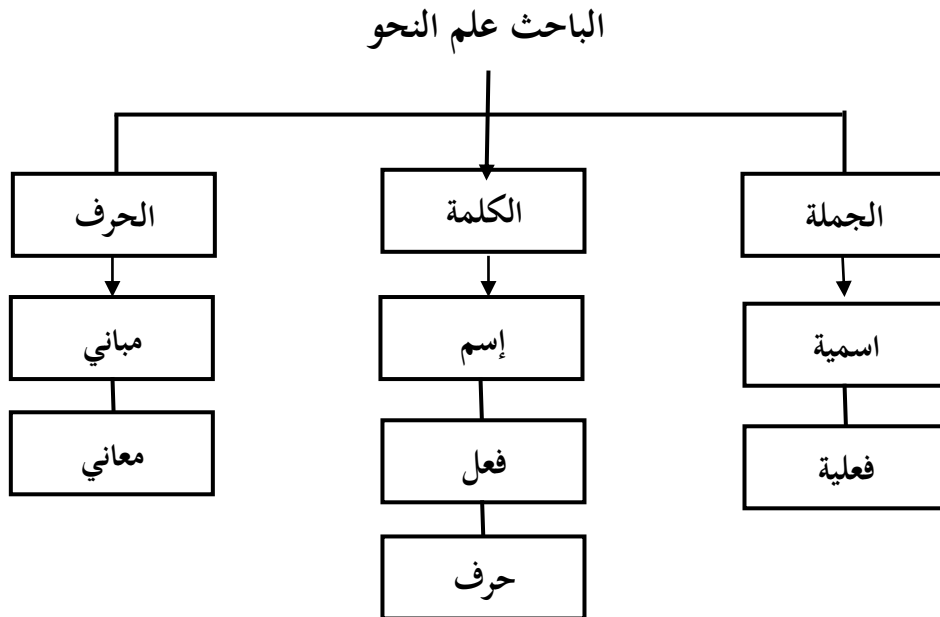 الباحث علم النحو
الجملة
الكلمة
الحرف
اسمية
إسم
مباني
فعلية
فعل
معاني
حرف